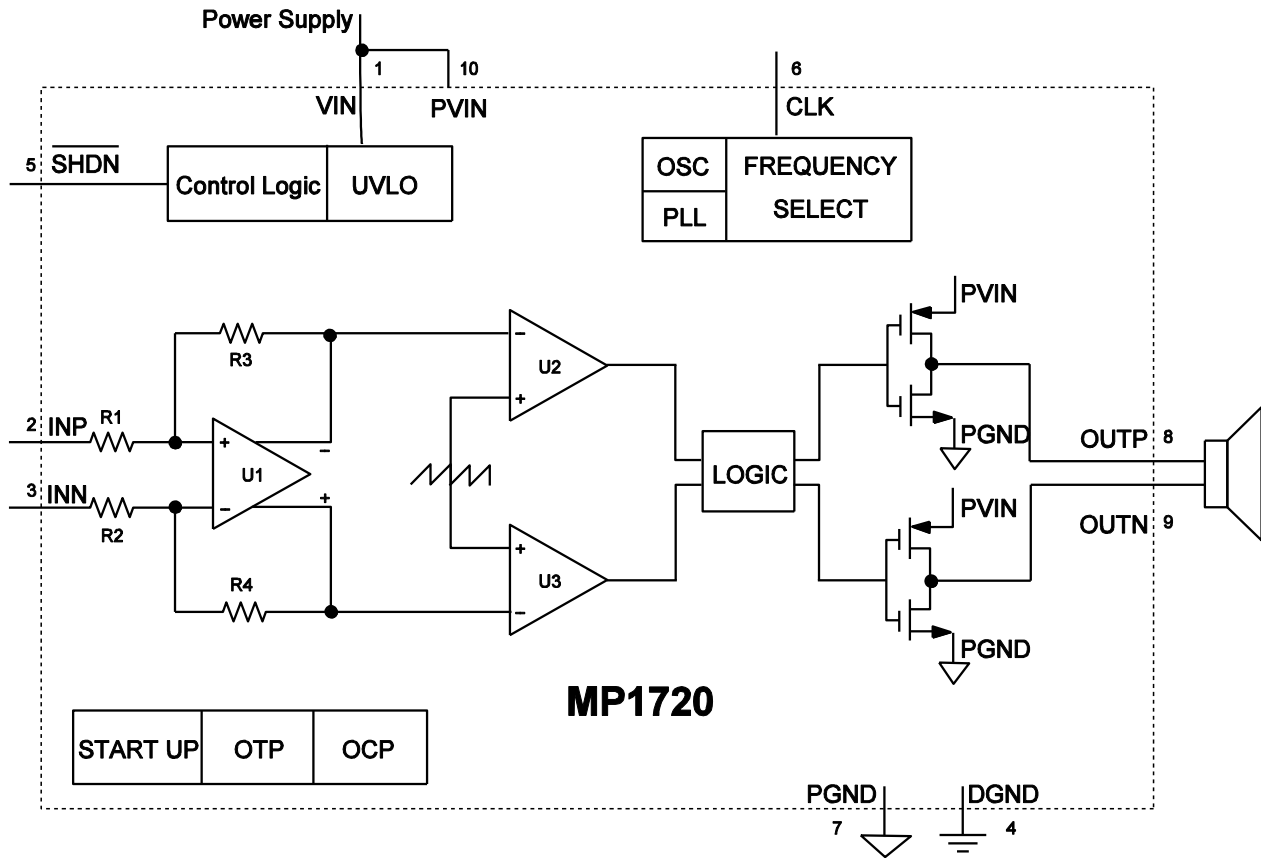 Power Supply
1
10
6
VIN
PVIN
CLK
5
SHDN
Control Logic
UVLO
OSC
PLL
FREQUENCY
SELECT
R3
U2
−
+
PVIN
PGND
2
INP
R1
+
−
U1
3
INN
R2
−
+
LOGIC
OUTP
8
OUTN
9
R4
U3
+
−
PVIN
PGND
MP1720
START UP
OTP
OCP
PGND
7
DGND
4